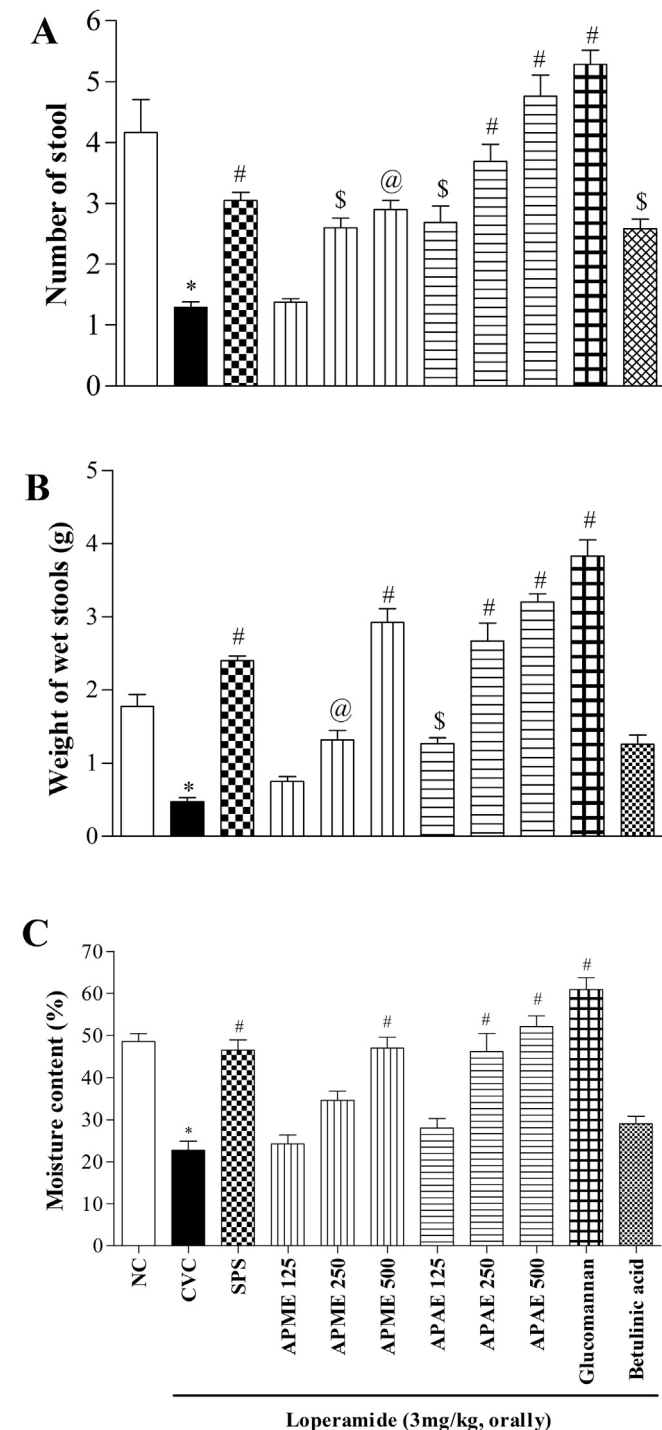 A
Number of stool
6
5
4
3
2
1
0
*
#
$
@
$
#
#
#
$
B
Weight of wet stools (g)
5
4
3
2
1
0
*
#
@
#
$
#
#
#
C
Moisture content (%)
70
60
50
40
30
20
10
0
*
#
#
#
#
#
NC
CVC
SPS
APME 125
APME 250
APME 500
APAE 125
APAE 250
APAE 500
Glucomannan
Betulinic acid
Loperamide (3mg/kg, orally)